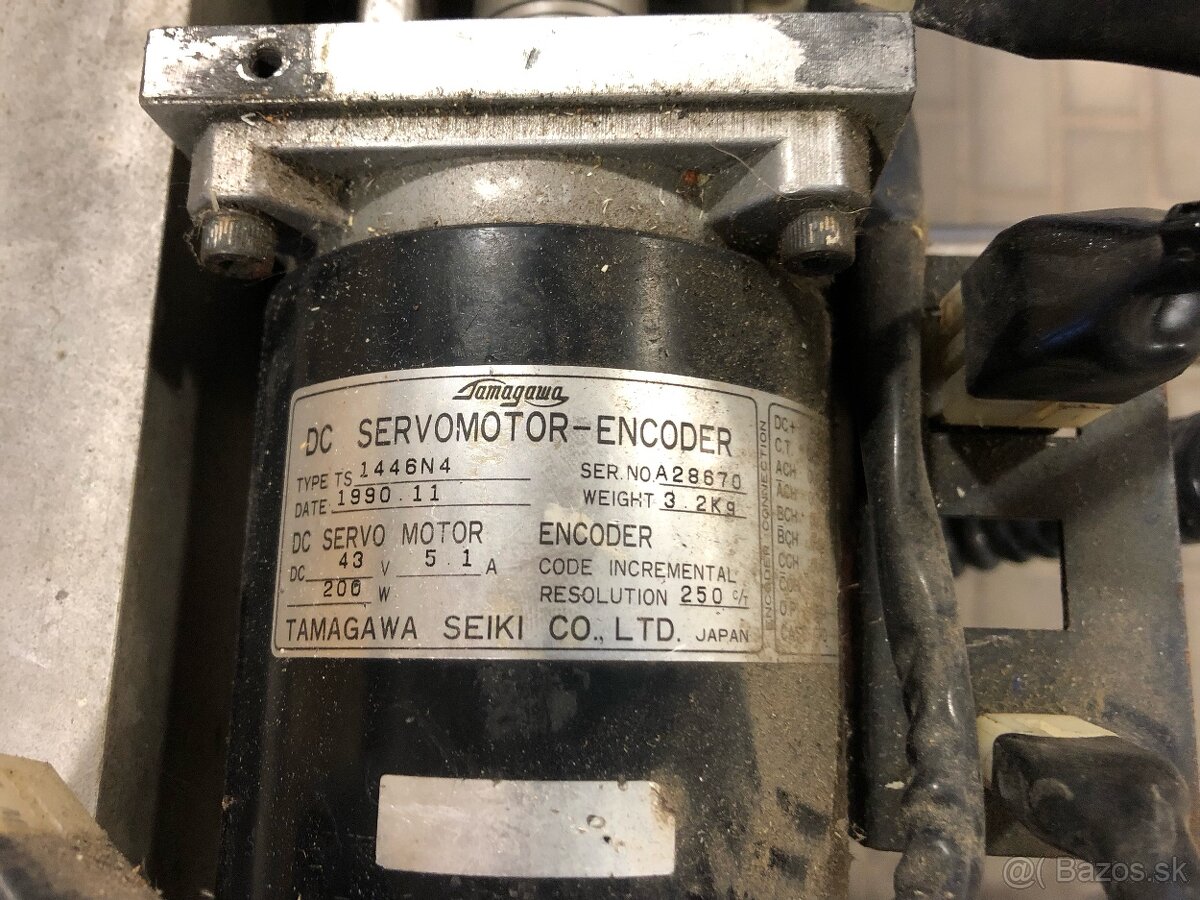 Tamagawa
DC SERVOMOTOR-ENCODER
TYPE TS 1446N4 SER. NO. A28670
DATE 1990.11 WEIGHT 3.2Kg
DC SERVO MOTOR ENCODER
DC 43 V 5.1 A CODE INCREMENTAL
200 W RESOLUTION 250 C/T
TAMAGAWA SEIKI CO., LTD. JAPAN
ENCODER CONNECTION
DC+
C.T
ACH
ACH
BCH
BCH
@( Bazos.sk